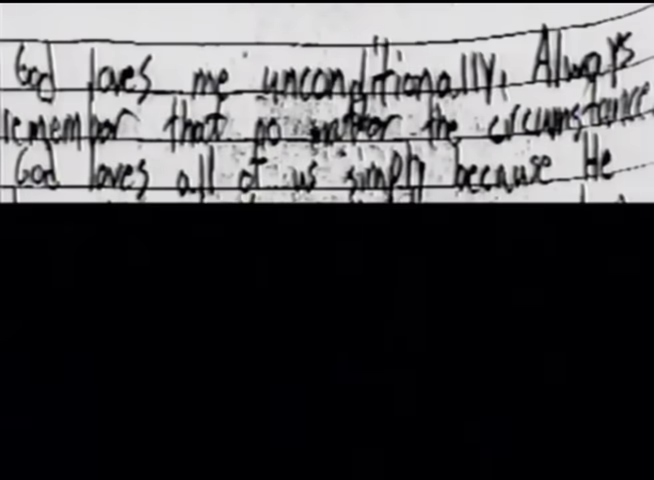 God loves me unconditionally, Always
remember that no matter the circumstance
God loves all of us simply because He